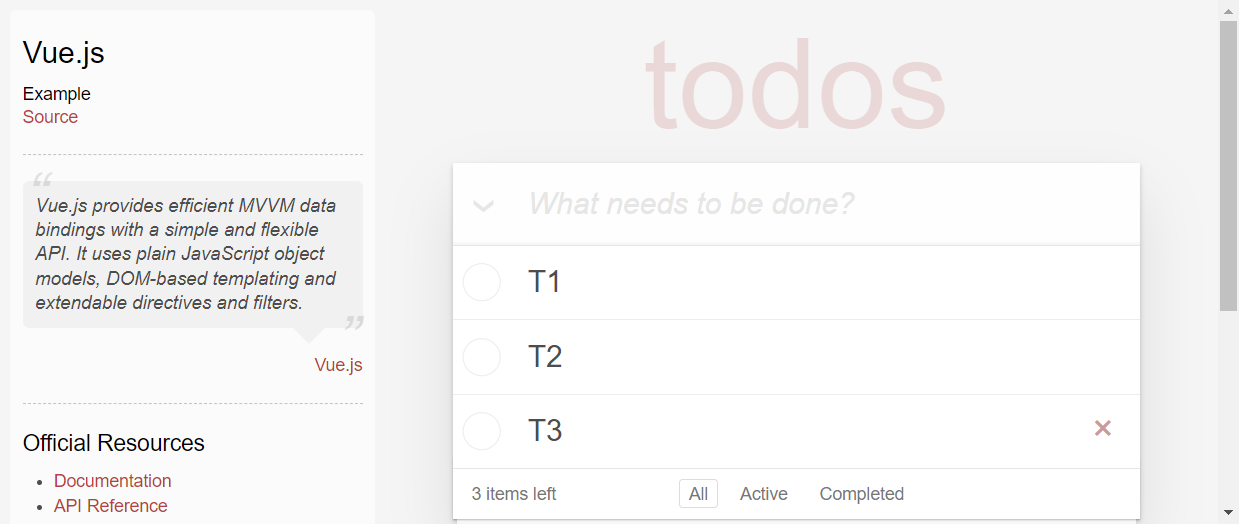 Vue.js
Example
Source
“
Vue.js provides efficient MVVM data
bindings with a simple and flexible
API. It uses plain JavaScript object
models, DOM-based templating and
extendable directives and filters.
”
Vue.js
Official Resources
• Documentation
• API Reference
todos
What needs to be done?
T1
T2
T3
3 items left All Active Completed